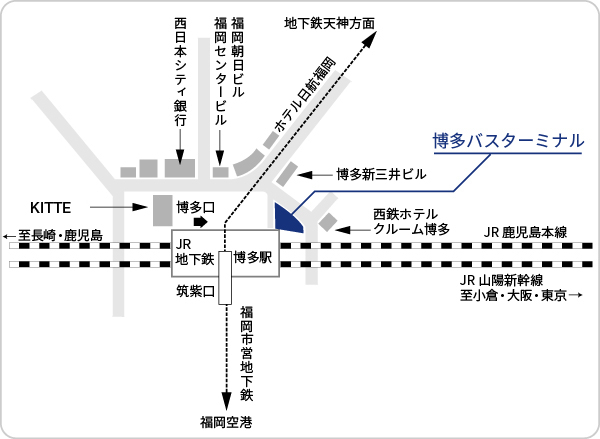 西日本シティ銀行
福岡センタービル
福岡朝日ビル
地下鉄天神方面
ホテル日航福岡
博多バスターミナル
博多新三井ビル
KITTE
博多口
西鉄ホテル
クルーム博多
←至長崎・鹿児島
JR
地下鉄
博多駅
JR 鹿児島本線
JR 山陽新幹線
至小倉・大阪・東京→
筑紫口
福岡市営地下鉄
福岡空港